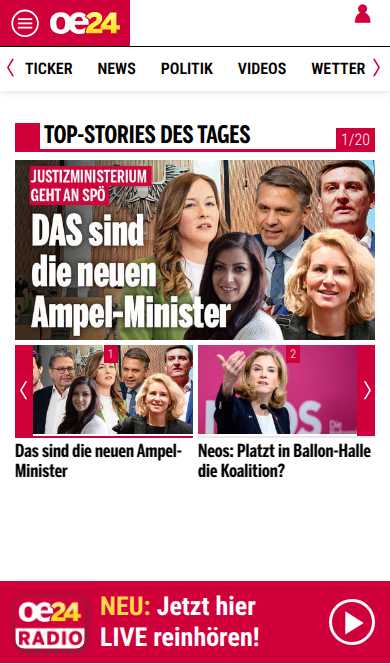 oe24
TICKER NEWS POLITIK VIDEOS WETTER
TOP-STORIES DES TAGES
1/20
JUSTIZMINISTERIUM
GEHT AN SPÖ
DAS sind
die neuen
Ampel-Minister
1
2
neos
Die
Das sind die neuen Ampel-
Minister
Neos: Platzt in Ballon-Halle
die Koalition?
oe24
RADIO
NEU: Jetzt hier
LIVE reinhören!